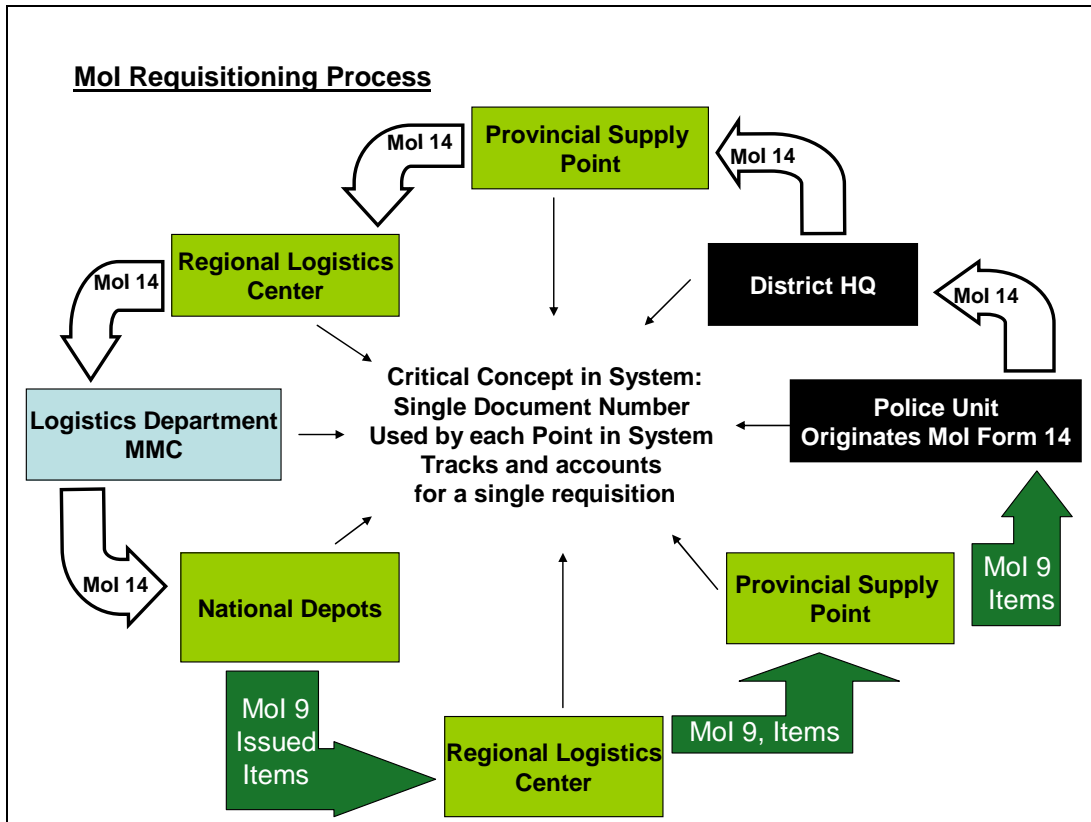 MoI Requisitioning Process
MoI 14
Provincial Supply
Point
MoI 14
MoI 14
Regional Logistics
Center
District HQ
MoI 14
Logistics Department
MMC
Critical Concept in System:
Single Document Number
Used by each Point in System
Tracks and accounts
for a single requisition
Police Unit
Originates MoI Form 14
MoI 14
National Depots
Provincial Supply
Point
MoI 9
Items
MoI 9
Issued
Items
Regional Logistics
Center
MoI 9, Items